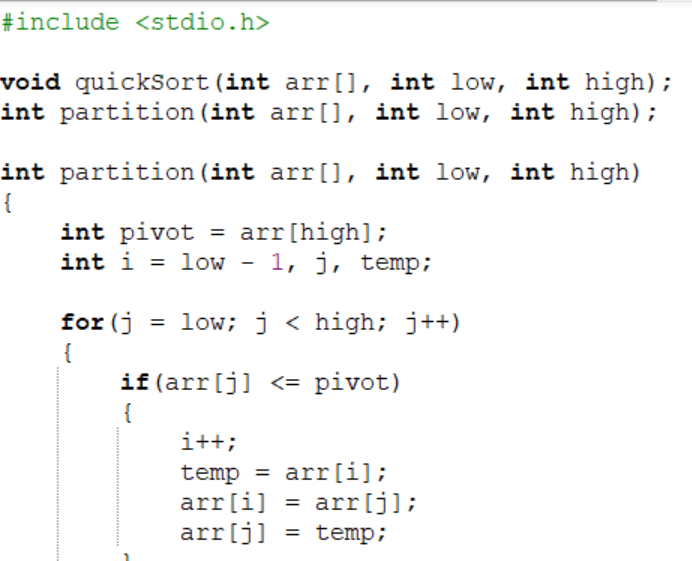 #include <stdio.h>
void quickSort(int arr[], int low, int high);
int partition(int arr[], int low, int high);
int partition(int arr[], int low, int high)
{
int pivot = arr[high];
int i = low - 1, j, temp;
for(j = low; j < high; j++)
{
if(arr[j] <= pivot)
{
i++;
temp = arr[i];
arr[i] = arr[j];
arr[j] = temp;
}